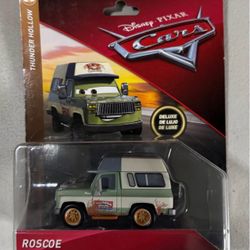 THUNDER HOLLOW
Disney · PIXAR
Cars
DELUXE
DE LUJO
DE LUXE
ROSCOE